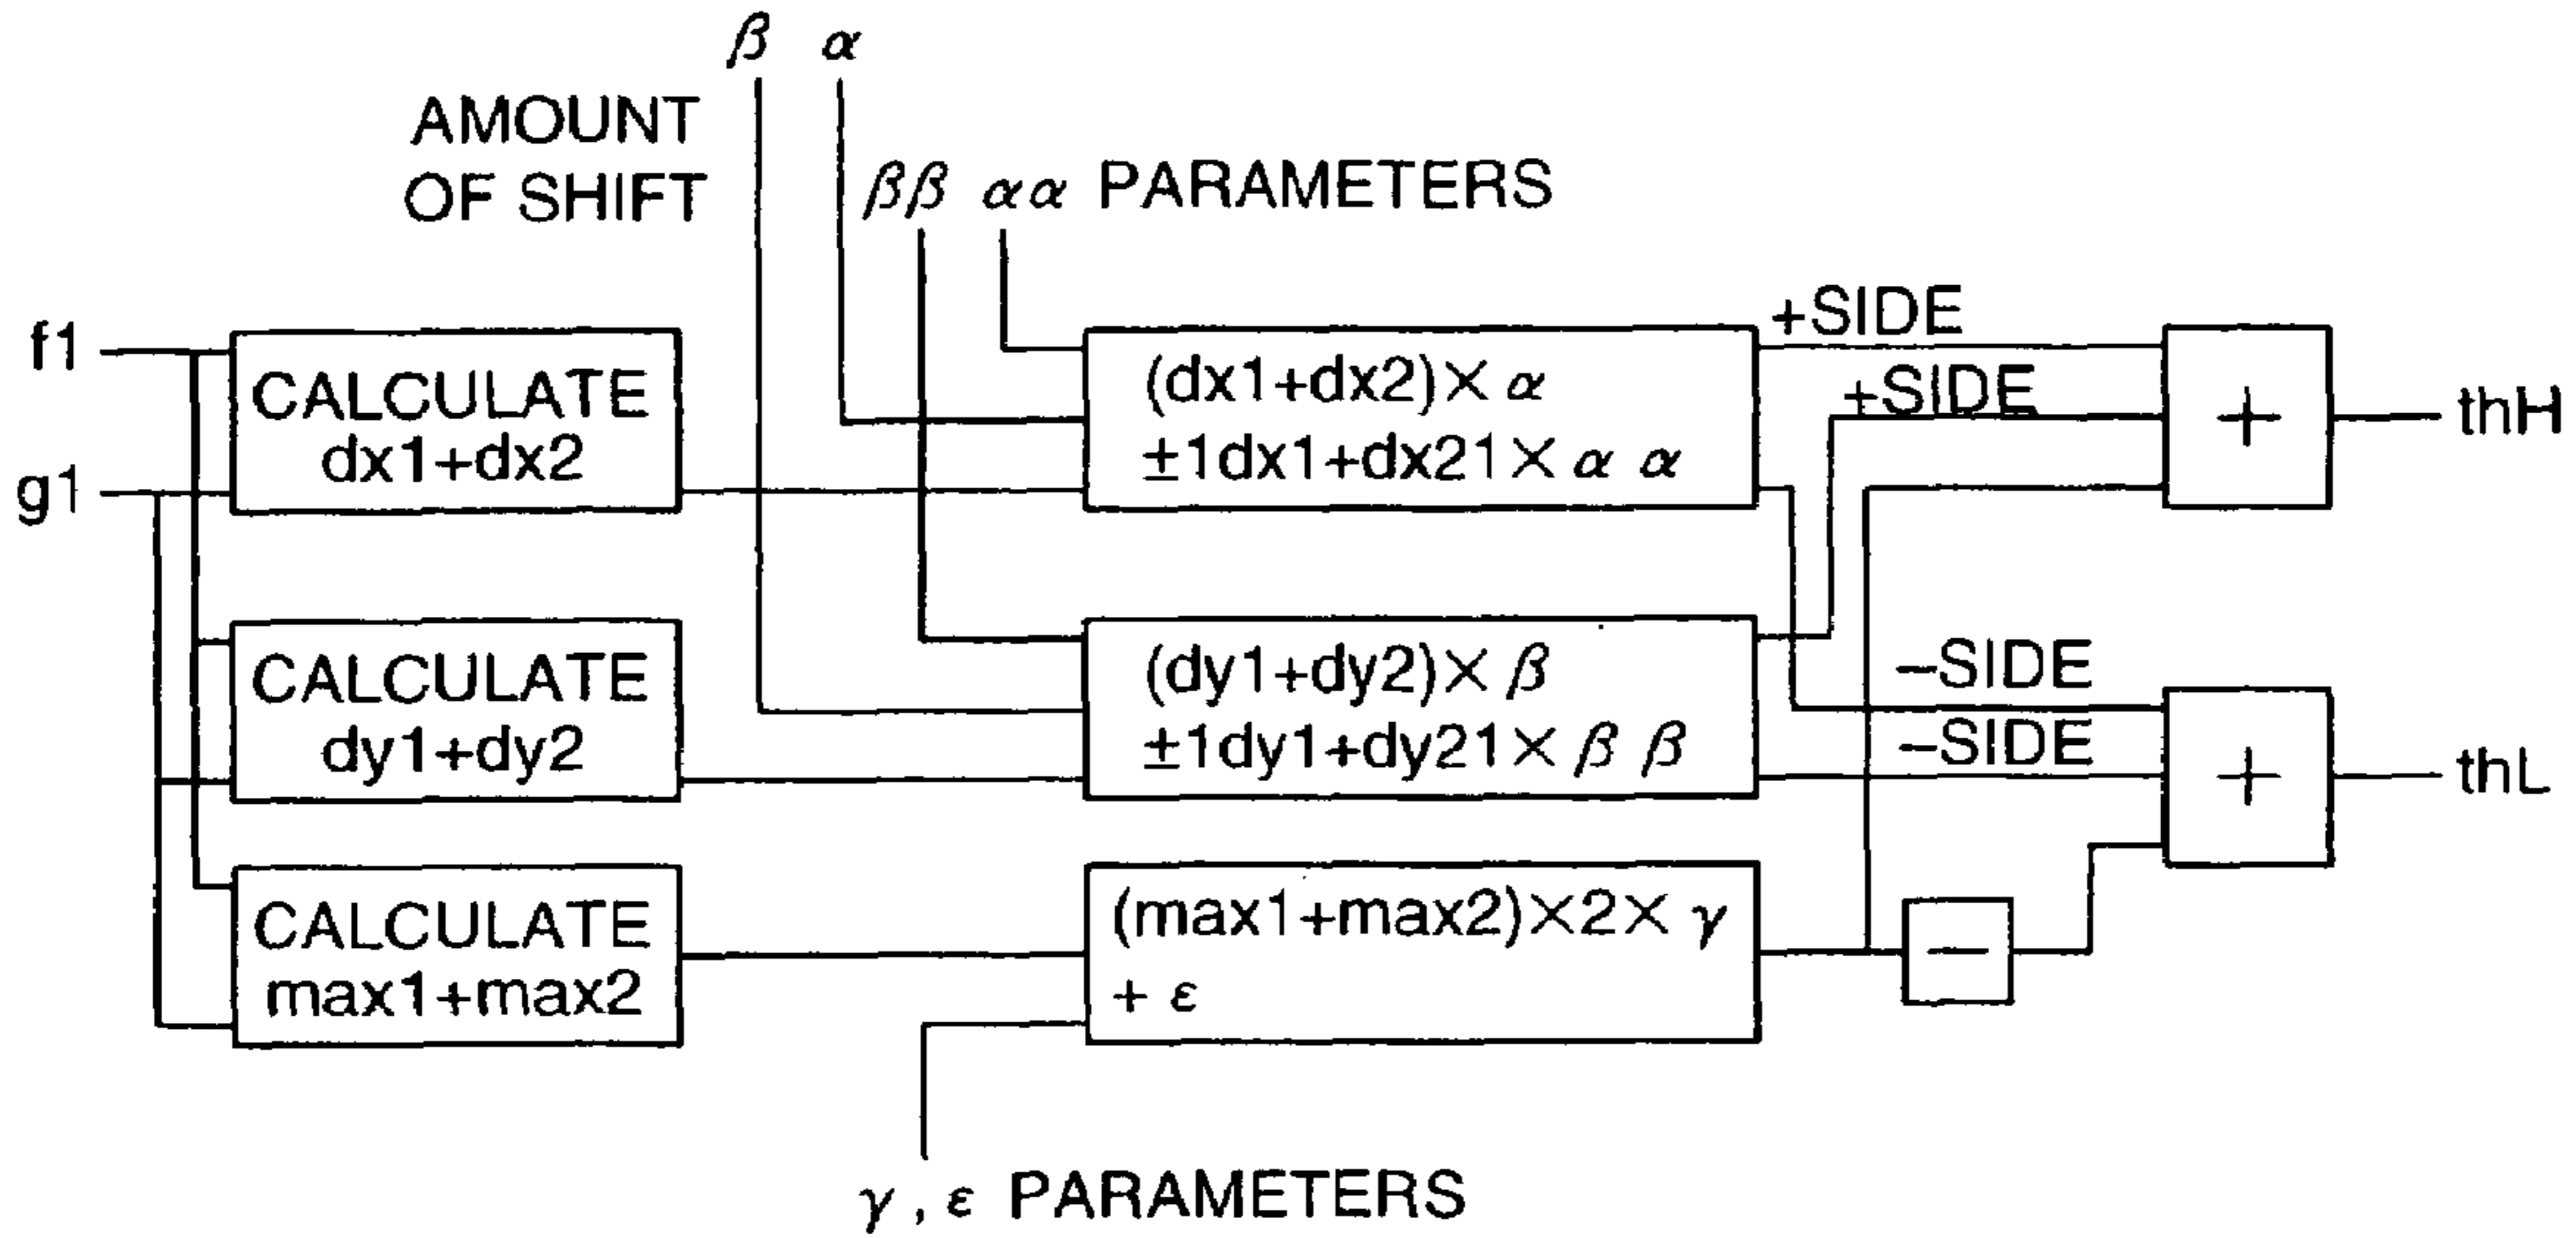 β α
AMOUNT
OF SHIFT
ββ αα PARAMETERS
f1
g1
CALCULATE
dx1+dx2
(dx1+dx2)× α
±1dx1+dx21× α α
+SIDE
+SIDE
+
thH
CALCULATE
dy1+dy2
(dy1+dy2)× β
±1dy1+dy21× β β
−SIDE
−SIDE
+
thL
CALCULATE
max1+max2
(max1+max2)×2× γ
+ ε
−
γ , ε PARAMETERS